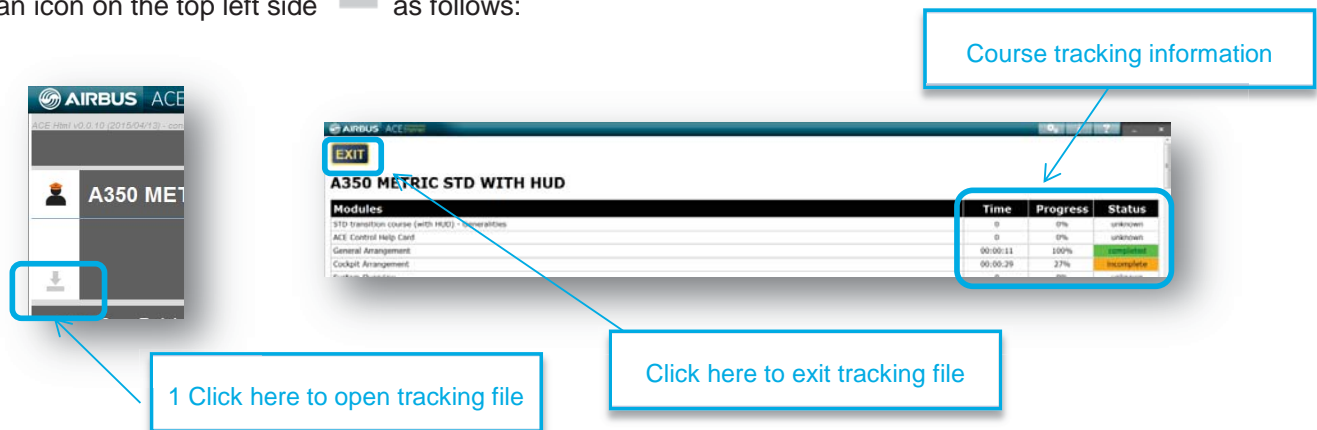 an icon on the top left side as follows:
Course tracking information
AIRBUS ACE
ACE Html v0.0.10 (2015/04/13) - con
A350 MET
1 Click here to open tracking file
AIRBUS ACE
EXIT
A350 METRIC STD WITH HUD
Modules Time Progress Status
STD transition course (with HUD) - Generalities 0 0% unknown
ACE Control Help Card 0 0% unknown
General Arrangement 00:00:11 100% completed
Cockpit Arrangement 00:00:29 27% Incomplete
Click here to exit tracking file